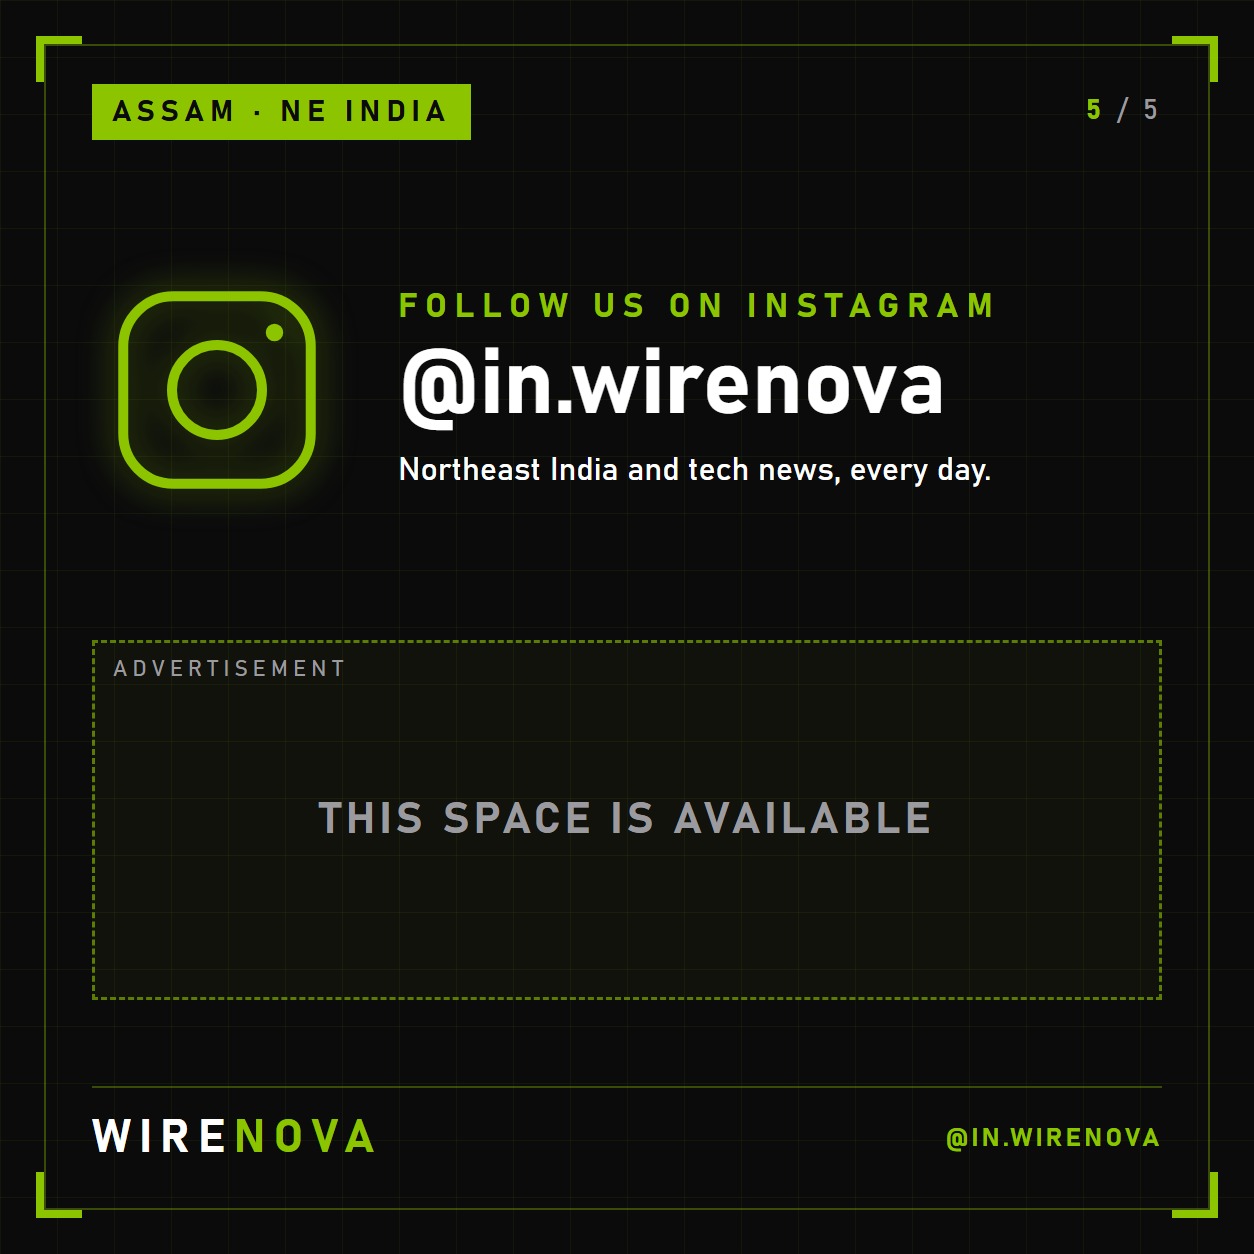 ASSAM · NE INDIA
5 / 5
FOLLOW US ON INSTAGRAM
@in.wirenova
Northeast India and tech news, every day.
ADVERTISEMENT
THIS SPACE IS AVAILABLE
WIRENOVA
@IN.WIRENOVA